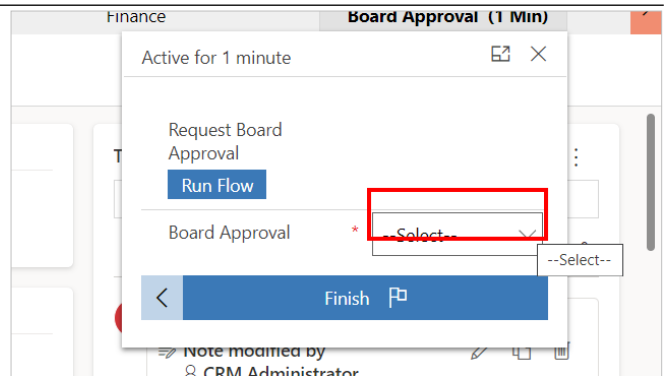 Finance
Board Approval (1 Min)
Active for 1 minute
Request Board
Approval
Run Flow
Board Approval * --Select--
--Select--
Finish
Note modified by
CRM Administrator